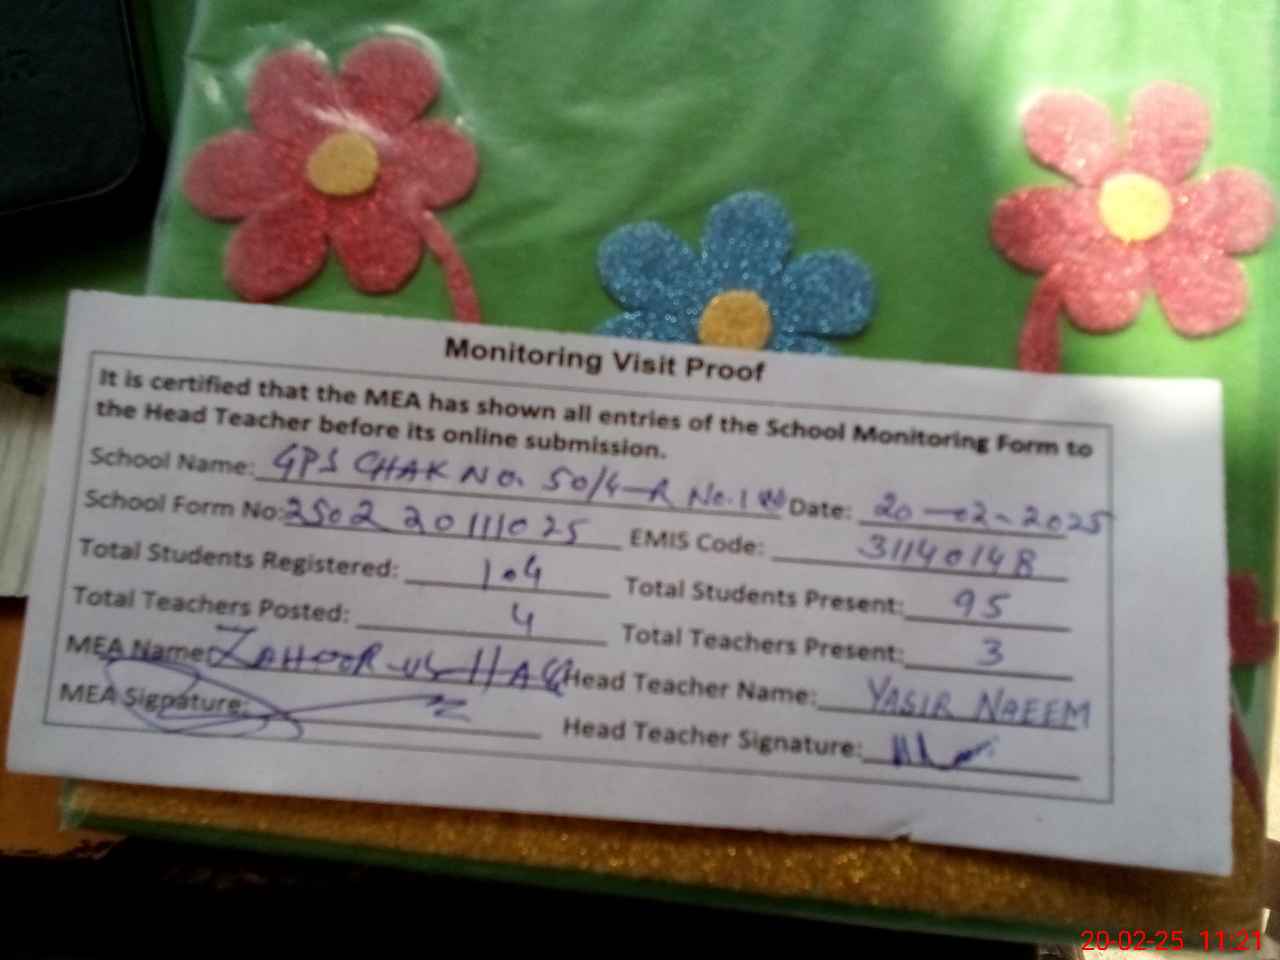 Monitoring Visit Proof
It is certified that the MEA has shown all entries of the School Monitoring Form to
the Head Teacher before its online submission.
School Name: GPS CHAK NO. 50/4-R No.1 Date: 20-02-2025
School Form No: 2502 20111025 EMIS Code: 31140148
Total Students Registered: 104 Total Students Present: 95
Total Teachers Posted: 4 Total Teachers Present: 3
MEA Name: ZAHOOR UL HAQ Head Teacher Name: YASIR NAEEM
MEA Signature: Head Teacher Signature:
20-02-25 11:21